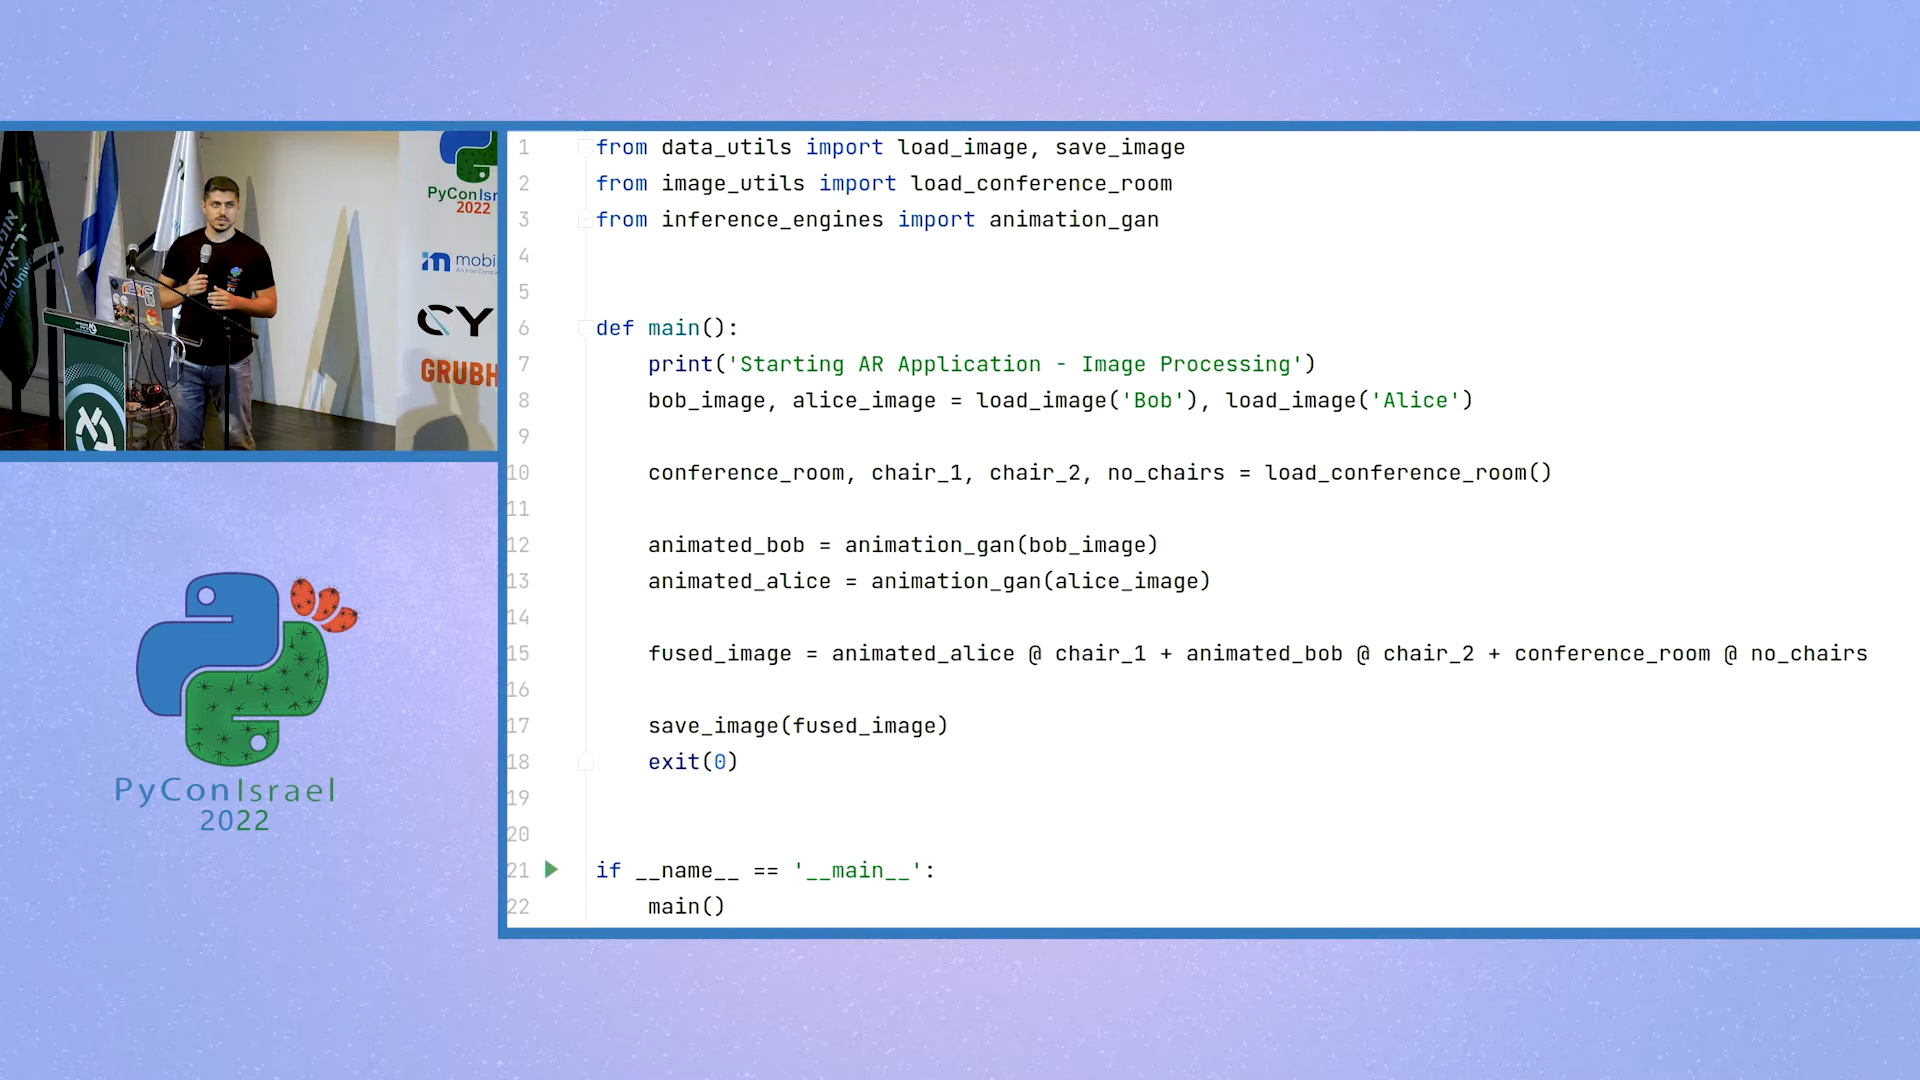 PyConIsr
2022
mobi
An Intel Compa
CY
GRUBH
PyConIsrael
2022
1 from data_utils import load_image, save_image
2 from image_utils import load_conference_room
3 from inference_engines import animation_gan
4
5
6 def main():
7 print('Starting AR Application - Image Processing')
8 bob_image, alice_image = load_image('Bob'), load_image('Alice')
9
10 conference_room, chair_1, chair_2, no_chairs = load_conference_room()
11
12 animated_bob = animation_gan(bob_image)
13 animated_alice = animation_gan(alice_image)
14
15 fused_image = animated_alice @ chair_1 + animated_bob @ chair_2 + conference_room @ no_chairs
16
17 save_image(fused_image)
18 exit(0)
19
20
21 if __name__ == '__main__':
22 main()